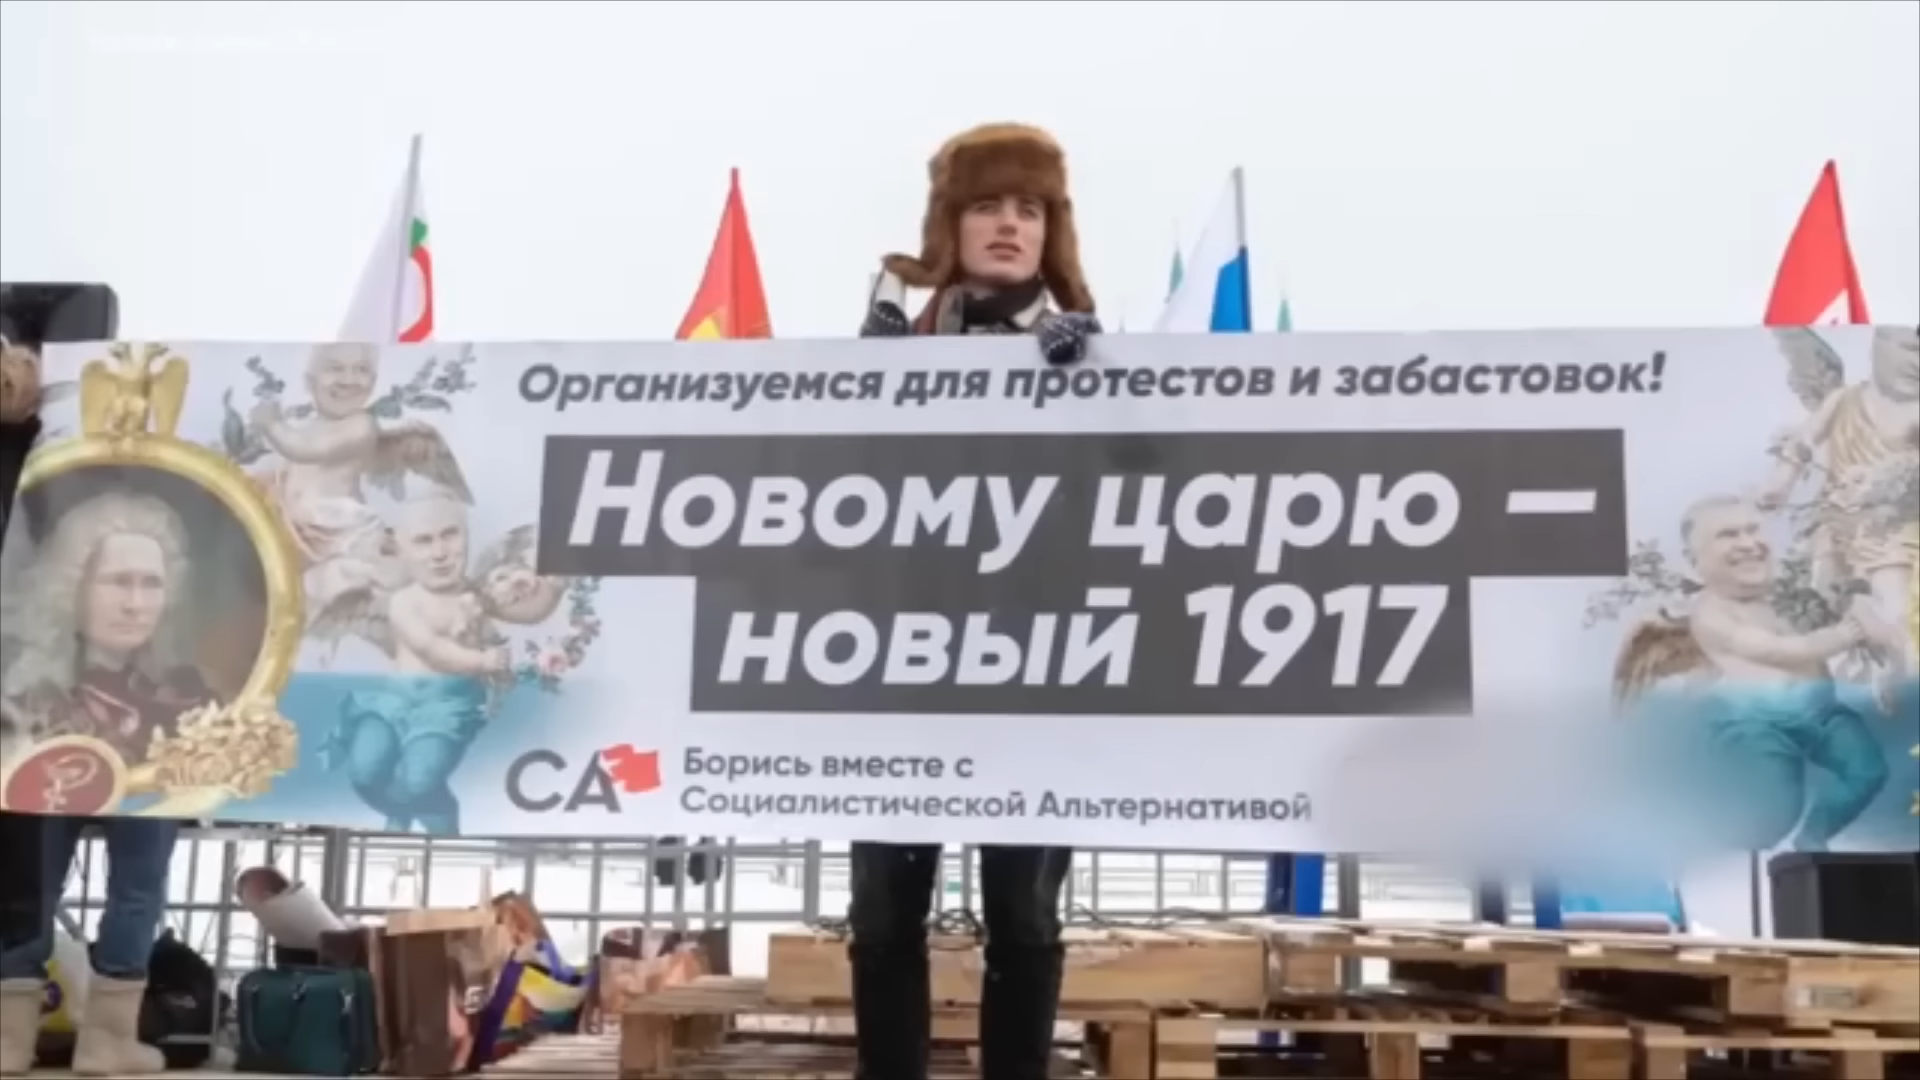 Организуемся для протестов и забастовок!
Новому царю –
новый 1917
СА
Борись вместе с
Социалистической Альтернативой